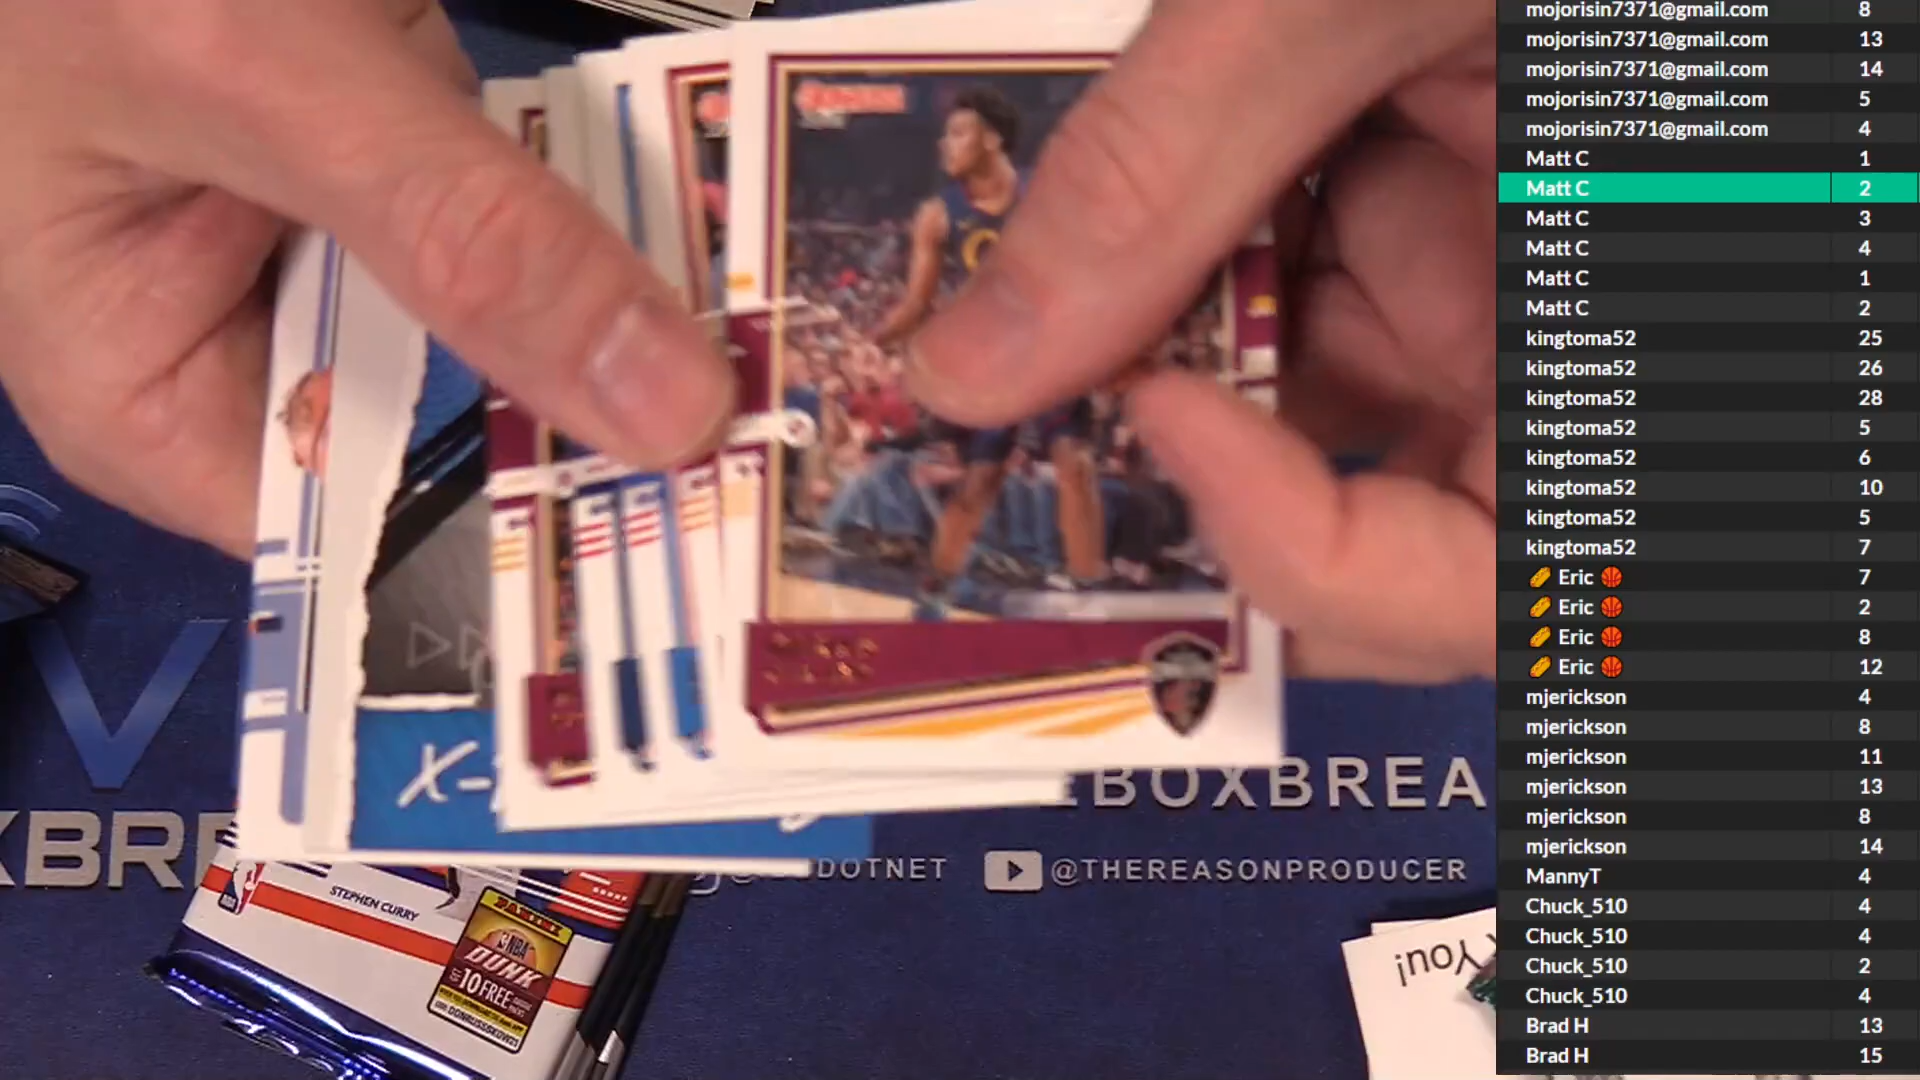 mojorisin7371@gmail.com 8
mojorisin7371@gmail.com 13
mojorisin7371@gmail.com 14
mojorisin7371@gmail.com 5
mojorisin7371@gmail.com 4
Matt C 1
Matt C 2
Matt C 3
Matt C 4
Matt C 1
Matt C 2
kingtoma52 25
kingtoma52 26
kingtoma52 28
kingtoma52 5
kingtoma52 6
kingtoma52 10
kingtoma52 5
kingtoma52 7
Eric 7
Eric 2
Eric 8
Eric 12
mjerickson 4
mjerickson 8
mjerickson 11
mjerickson 13
mjerickson 8
mjerickson 14
MannyT 4
Chuck_510 4
Chuck_510 4
Chuck_510 2
Chuck_510 4
Brad H 13
Brad H 15
X-
BOXBREA
XBRE
DOTNET
@THEREASONPRODUCER
STEPHEN CURRY
PANINI
NBA
DUNK
GET 10 FREE
You!